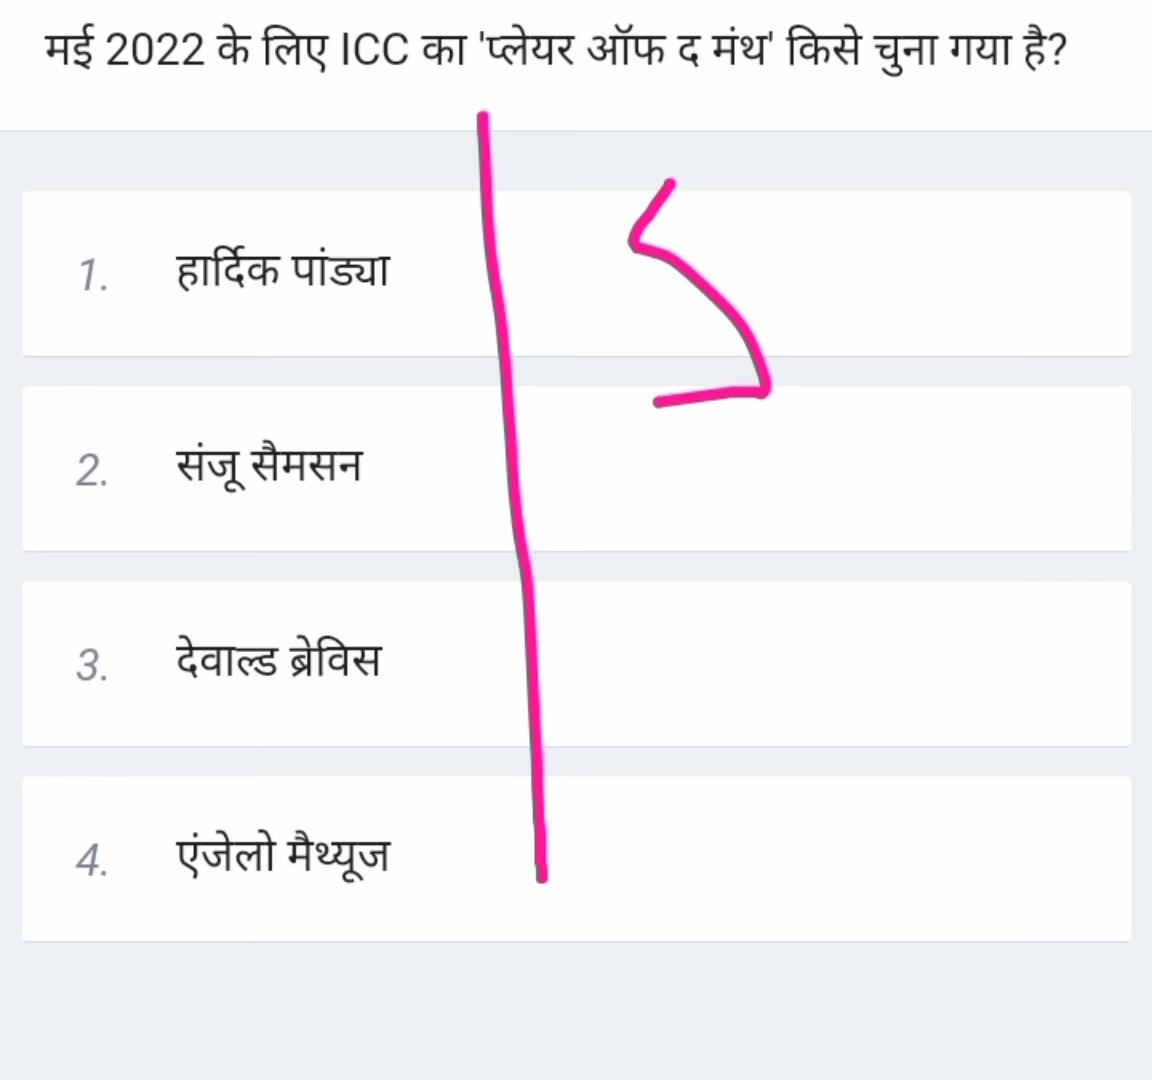 मई 2022 के लिए ICC का 'प्लेयर ऑफ द मंथ' किसे चुना गया है?
1. हार्दिक पांड्या
2. संजू सैमसन
3. देवाल्ड ब्रेविस
4. एंजेलो मैथ्यूज